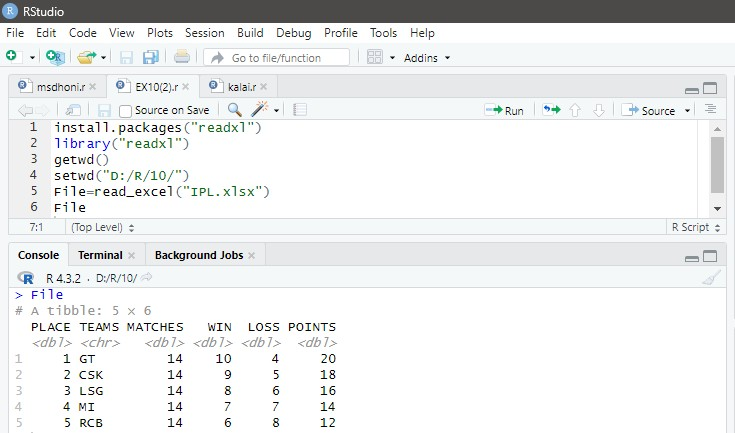 RStudio
File Edit Code View Plots Session Build Debug Profile Tools Help
Go to file/function Addins
msdhoni.r EX10(2).r kalai.r
Source on Save Run Source
1 install.packages("readxl")
2 library("readxl")
3 getwd()
4 setwd("D:/R/10/")
5 File=read_excel("IPL.xlsx")
6 File
7:1 (Top Level) R Script
Console Terminal Background Jobs
R 4.3.2 · D:/R/10/
> File
# A tibble: 5 × 6
PLACE TEAMS MATCHES WIN LOSS POINTS
<dbl> <chr> <dbl> <dbl> <dbl> <dbl>
1 1 GT 14 10 4 20
2 2 CSK 14 9 5 18
3 3 LSG 14 8 6 16
4 4 MI 14 7 7 14
5 5 RCB 14 6 8 12